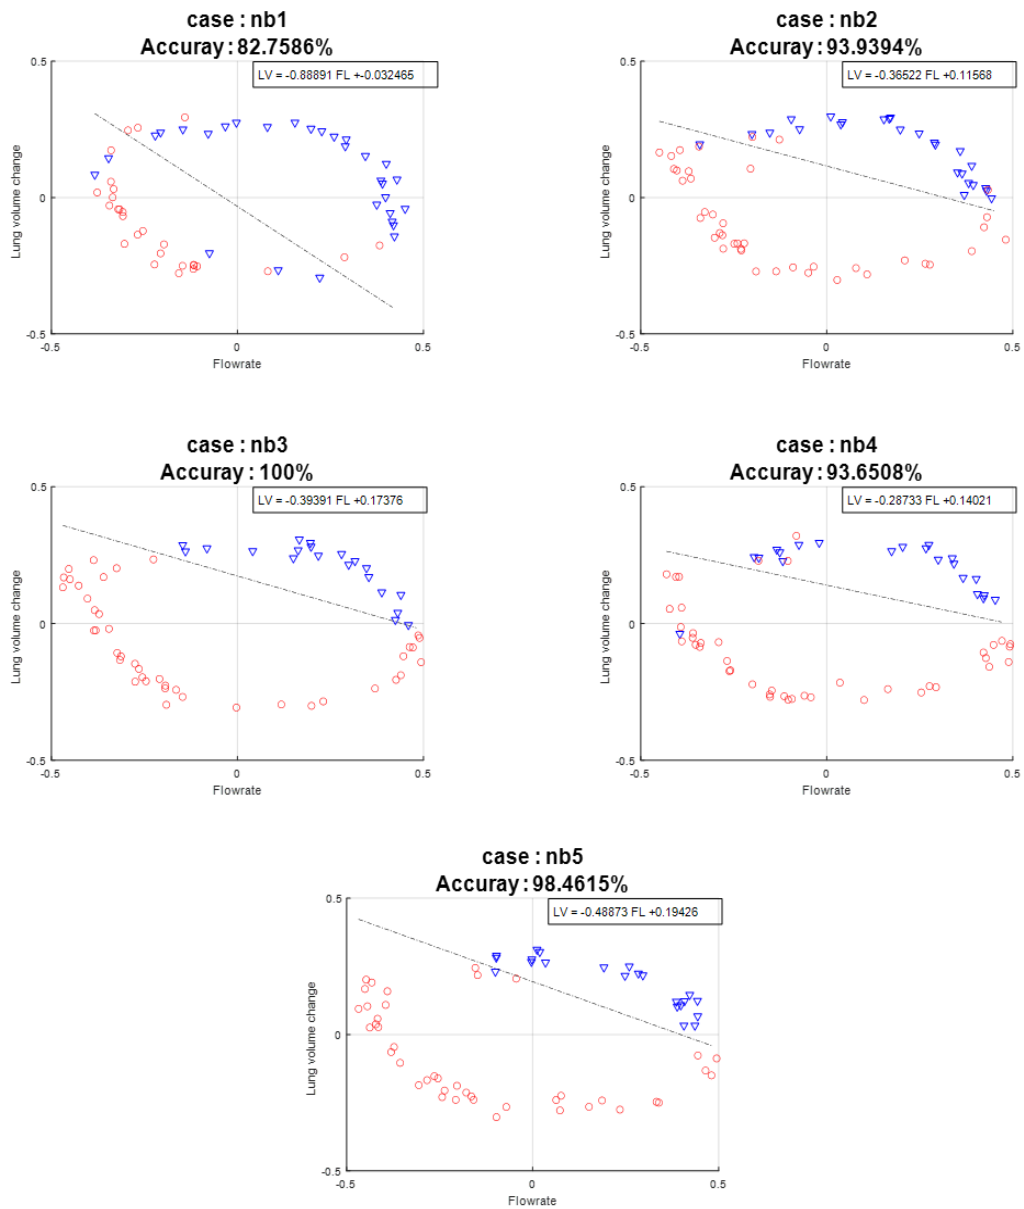 case : nb1
Accuray : 82.7586%
0.5
LV = -0.88891 FL +-0.032465
Lung volume change
0
-0.5
-0.5
0
0.5
Flowrate
case : nb2
Accuray : 93.9394%
0.5
LV = -0.36522 FL +0.11568
Lung volume change
0
-0.5
-0.5
0
0.5
Flowrate
case : nb3
Accuray : 100%
0.5
LV = -0.39391 FL +0.17376
Lung volume change
0
-0.5
-0.5
0
0.5
Flowrate
case : nb4
Accuray : 93.6508%
0.5
LV = -0.28733 FL +0.14021
Lung volume change
0
-0.5
-0.5
0
0.5
Flowrate
case : nb5
Accuray : 98.4615%
0.5
LV = -0.48873 FL +0.19426
Lung volume change
0
-0.5
-0.5
0
0.5
Flowrate